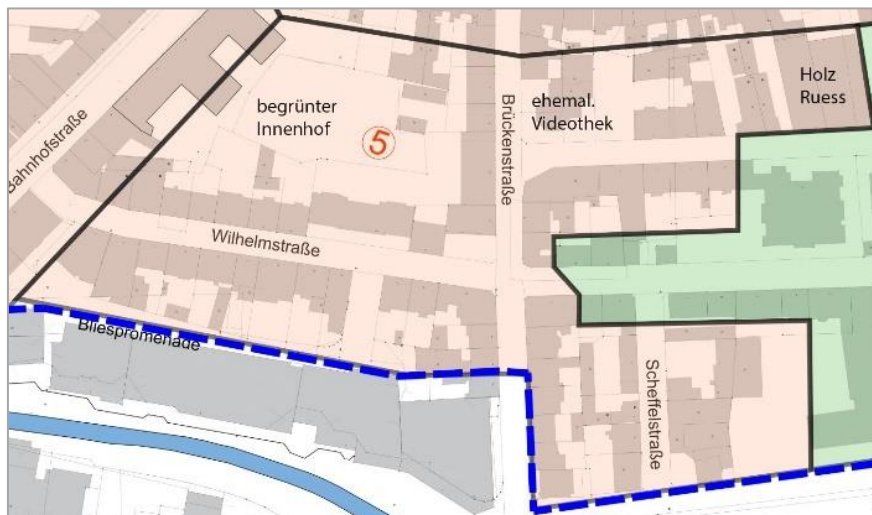 Holz
Ruess
begrünter
Innenhof
ehemal.
Videothek
5
Brückenstraße
Bahnhofstraße
Wilhelmstraße
Bliespromenade
Scheffelstraße